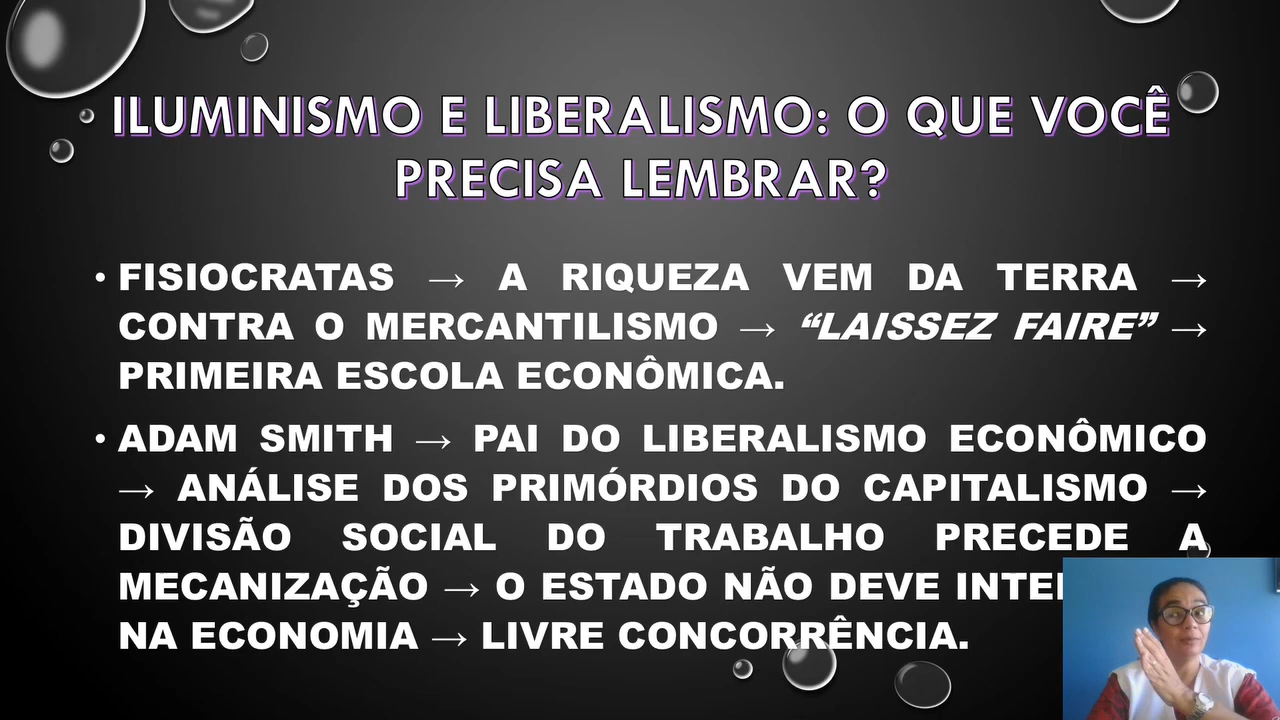 ILUMINISMO E LIBERALISMO: O QUE VOCÊ
PRECISA LEMBRAR?
• FISIOCRATAS → A RIQUEZA VEM DA TERRA →
CONTRA O MERCANTILISMO → “LAISSEZ FAIRE” →
PRIMEIRA ESCOLA ECONÔMICA.
• ADAM SMITH → PAI DO LIBERALISMO ECONÔMICO
→ ANÁLISE DOS PRIMÓRDIOS DO CAPITALISMO →
DIVISÃO SOCIAL DO TRABALHO PRECEDE A
MECANIZAÇÃO → O ESTADO NÃO DEVE
NA ECONOMIA → LIVRE CONCORRÊNCIA.